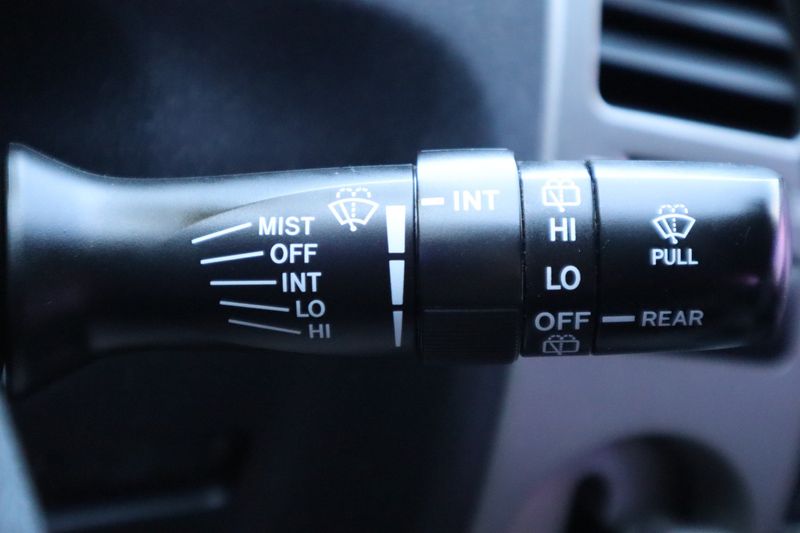 MIST
OFF
INT
LO
HI
INT
HI
LO
OFF
PULL
REAR